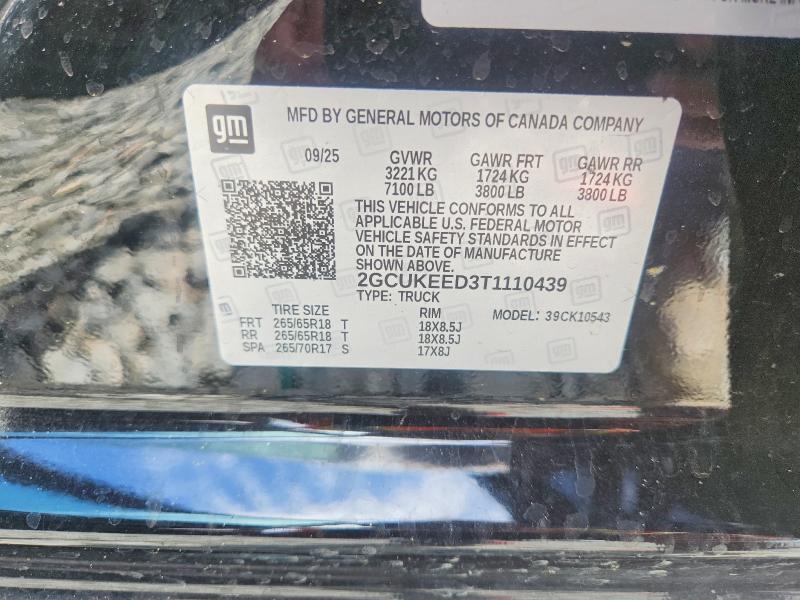 gm
MFD BY GENERAL MOTORS OF CANADA COMPANY
09/25 GVWR GAWR FRT GAWR RR
3221 KG 1724 KG 1724 KG
7100 LB 3800 LB 3800 LB
THIS VEHICLE CONFORMS TO ALL
APPLICABLE U.S. FEDERAL MOTOR
VEHICLE SAFETY STANDARDS IN EFFECT
ON THE DATE OF MANUFACTURE
SHOWN ABOVE.
2GCUKEED3T1110439
TYPE: TRUCK
TIRE SIZE RIM MODEL: 39CK10543
FRT 265/65R18 T 18X8.5J
RR 265/65R18 T 18X8.5J
SPA 265/70R17 S 17X8J